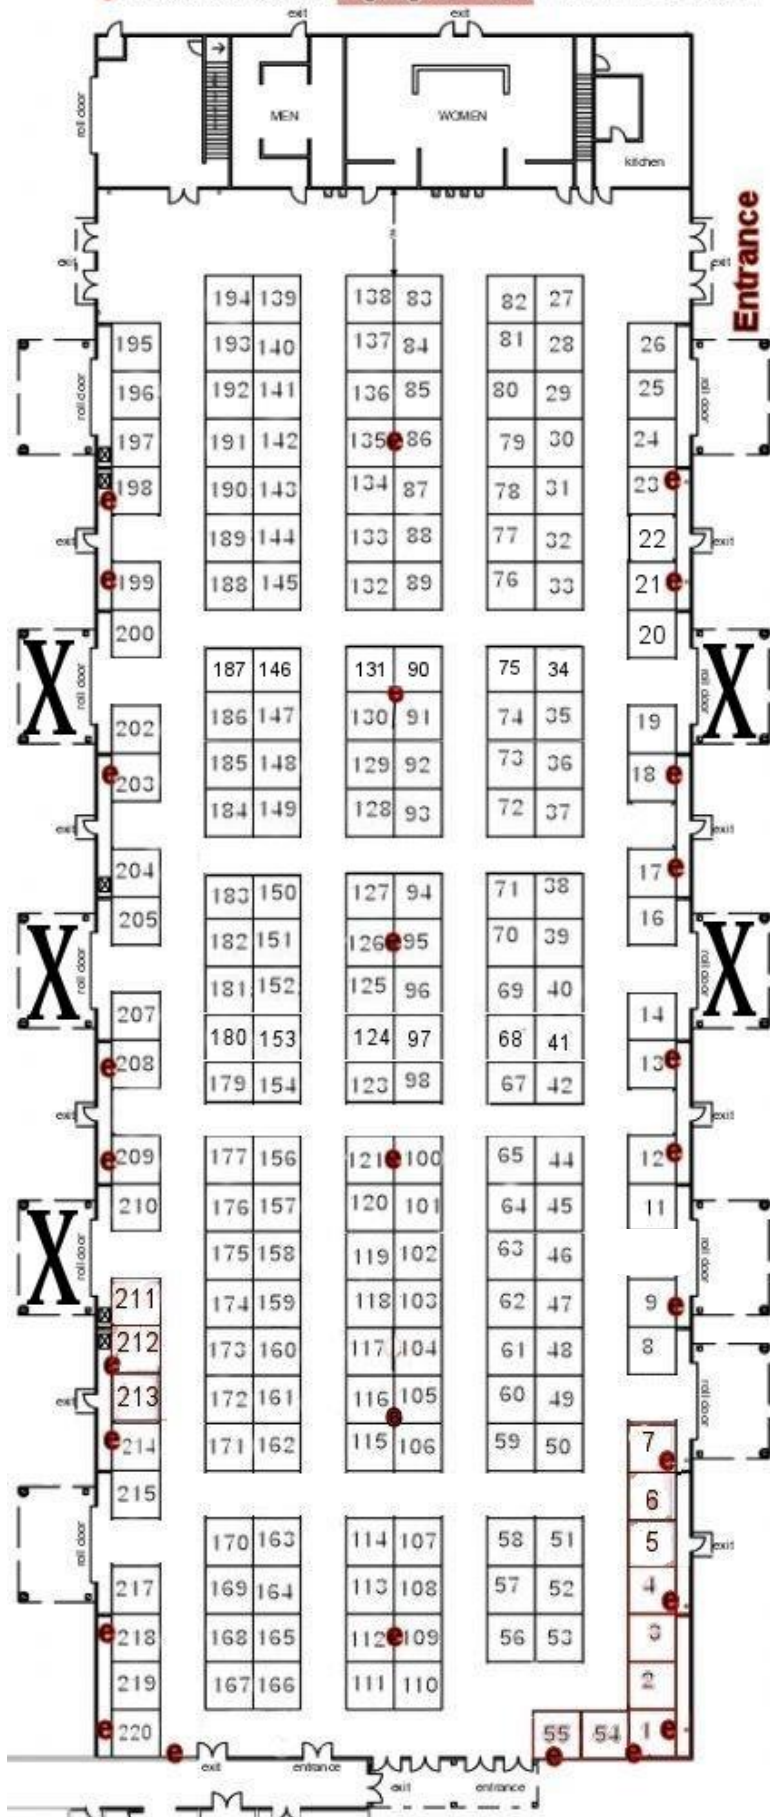 exit exit
roll door
MEN WOMEN
kitchen
Entrance
exit exit
194 139 138 83 82 27
195 193 140 137 84 81 28 26
roll door roll door
196 192 141 136 85 80 29 25
197 191 142 135 e 86 79 30 24
198 190 143 134 87 78 31 23 e
e
exit 189 144 133 88 77 32 22 exit
e 199 188 145 132 89 76 33 21 e
200 20
X roll door 187 146 131 90 75 34 roll door X
e
202 186 147 130 91 74 35 19
e 203 185 148 129 92 73 36 18 e
184 149 128 93 72 37
exit exit
204 183 150 127 94 71 38 17 e
205 182 151 126 e 95 70 39 16
X roll door roll door X
181 152 125 96 69 40
207 180 153 124 97 68 41 14
e 208 179 154 123 98 67 42 13 e
exit exit
e 209 177 156 121 e 100 65 44 12 e
210 176 157 120 101 64 45 11
X roll door 175 158 119 102 63 46 roll door
211 174 159 118 103 62 47 9 e
212 173 160 117 104 61 48 8
e
213 172 161 116 105 60 49
exit roll door
e
e 214 171 162 115 106 59 50 7 e
215 6
roll door 170 163 114 107 58 51 5 exit
217 169 164 113 108 57 52 4 e
e 218 168 165 112 e 109 56 53 3
219 167 166 111 110 2
e 220 55 54 1 e
e e e
exit entrance exit entrance